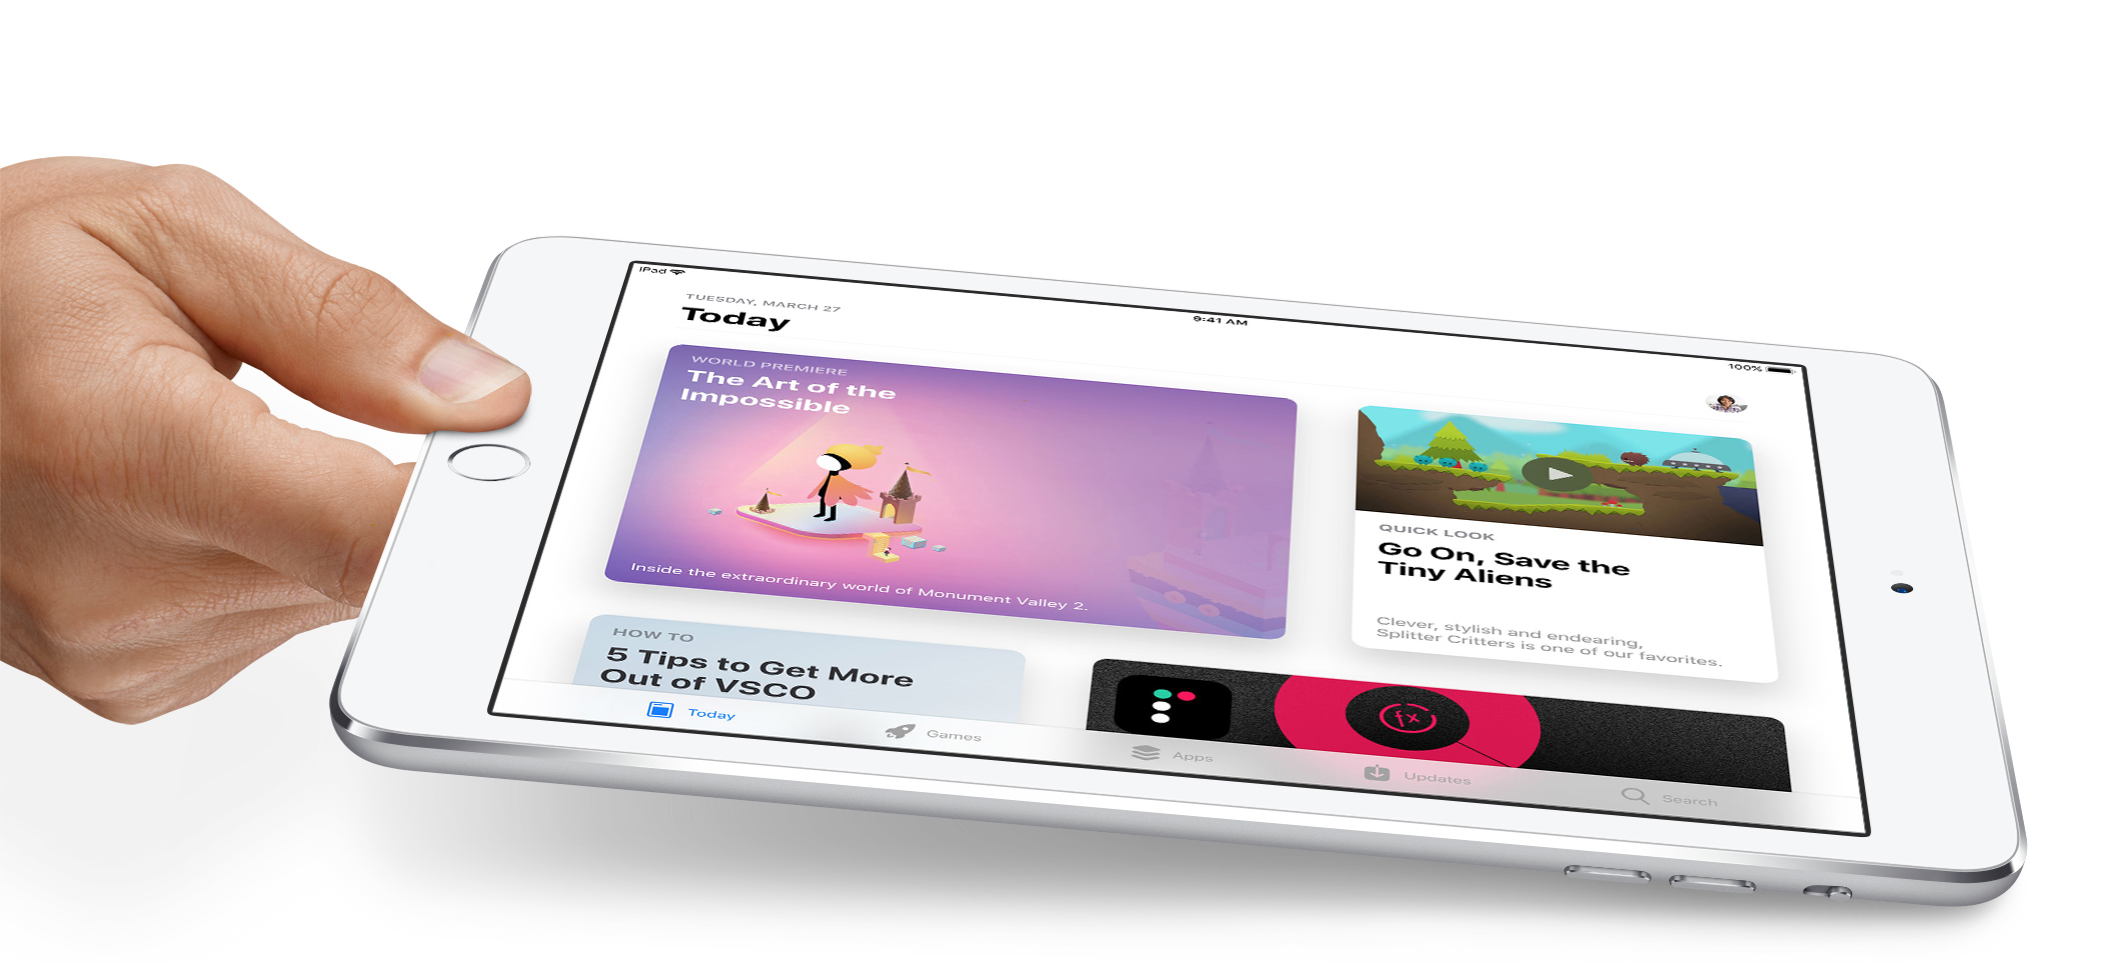 iPad
9:41 AM
100%
TUESDAY, MARCH 27
Today
WORLD PREMIERE
The Art of the
Impossible
Inside the extraordinary world of Monument Valley 2.
QUICK LOOK
Go On, Save the
Tiny Aliens
Clever, stylish and endearing,
Splitter Critters is one of our favorites.
HOW TO
5 Tips to Get More
Out of VSCO
fx
Today
Games
Apps
Updates
Search